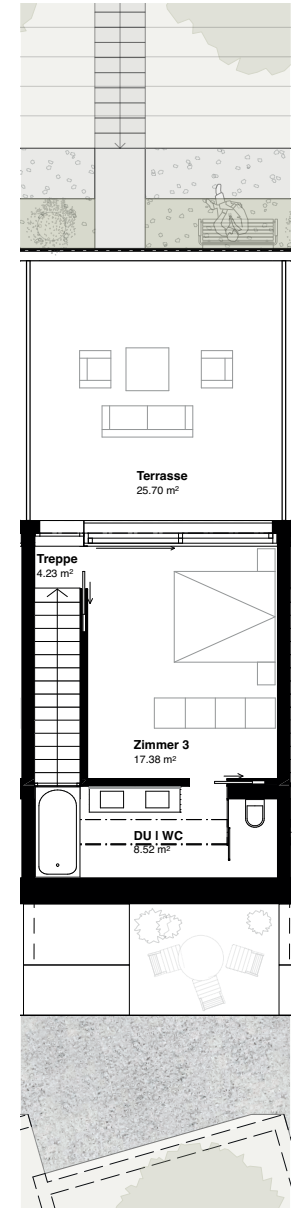 Terrasse
25.70 m²
Treppe
4.23 m²
Zimmer 3
17.38 m²
DU I WC
8.52 m²